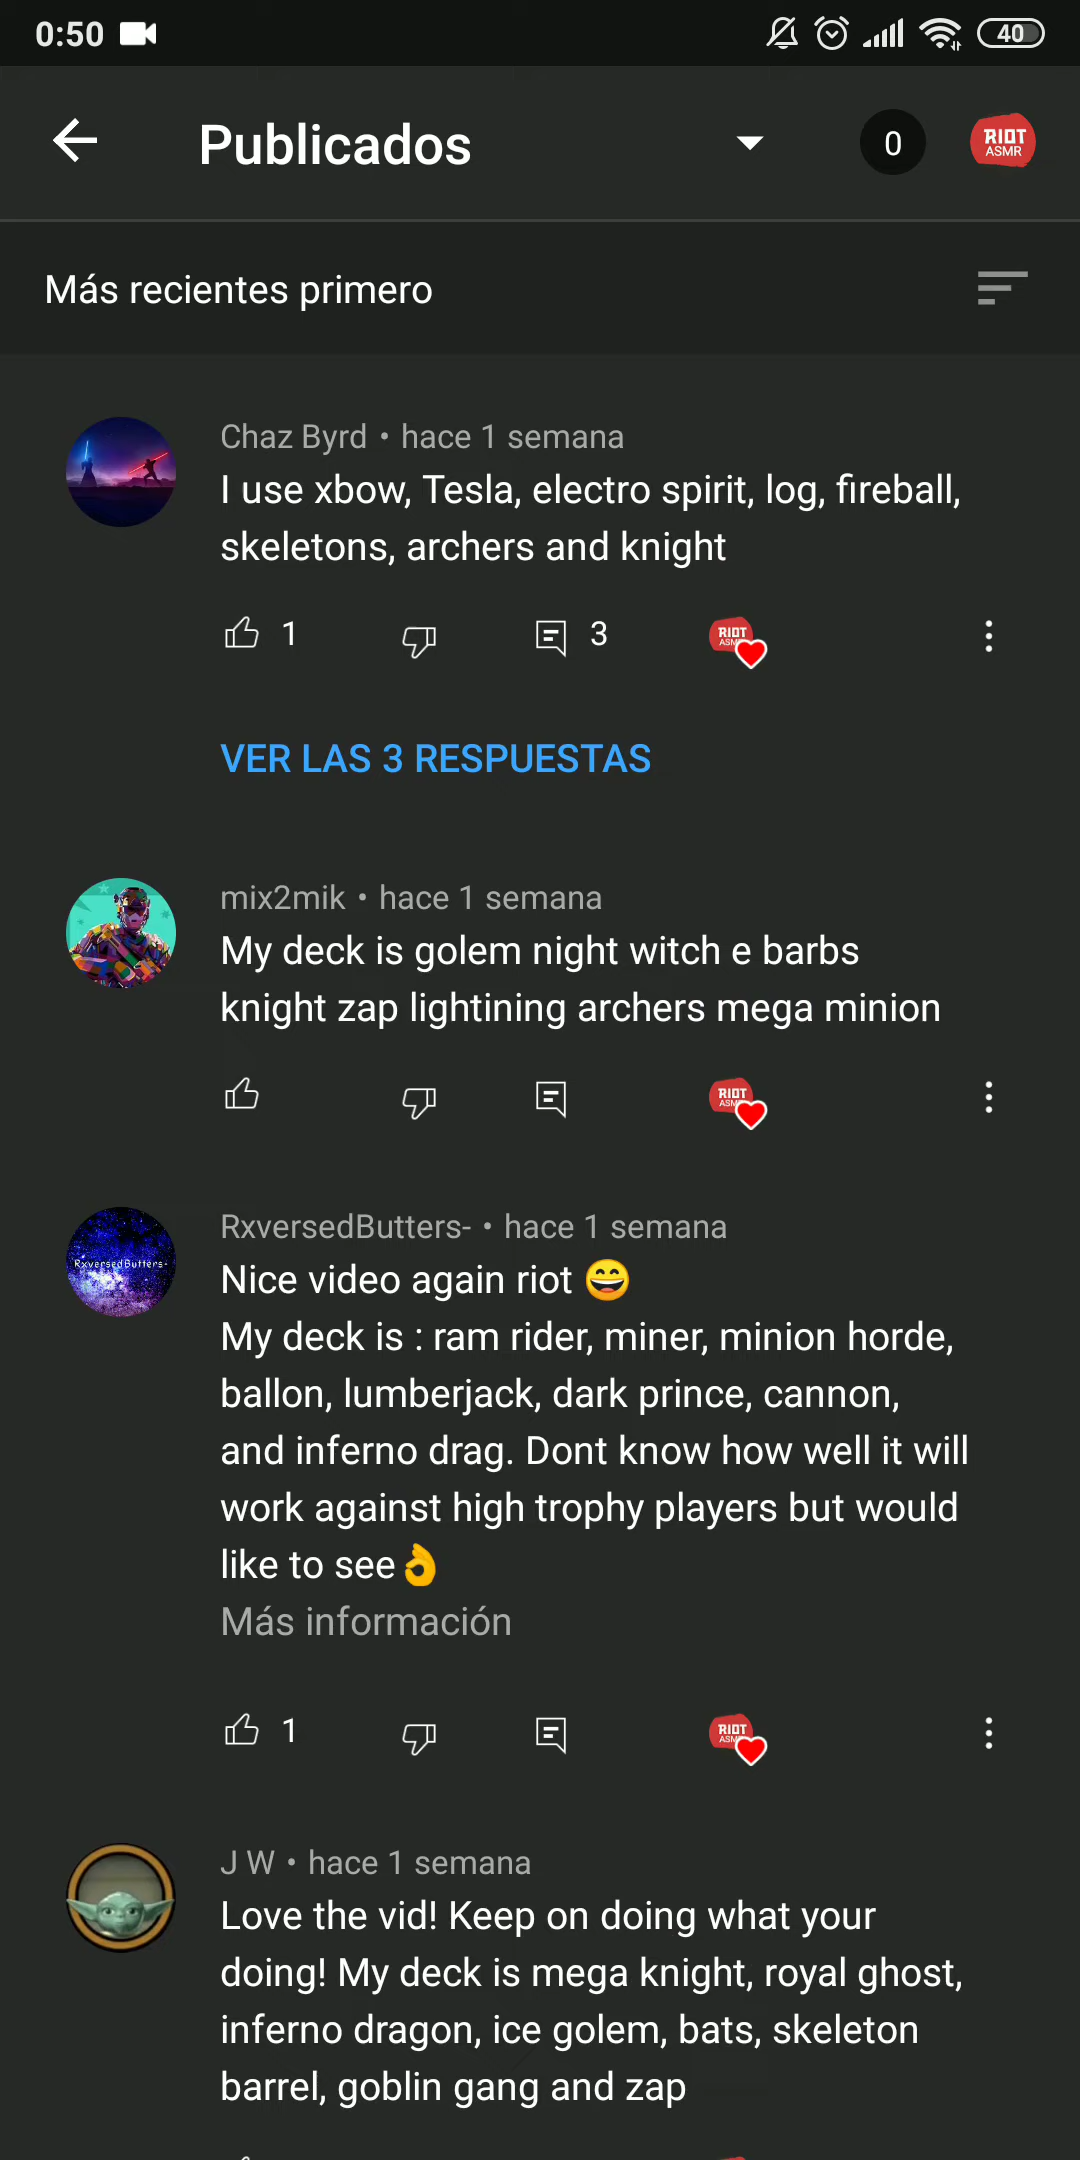 0:50
40
Publicados
0
RIOT
ASMR
Más recientes primero
Chaz Byrd • hace 1 semana
I use xbow, Tesla, electro spirit, log, fireball,
skeletons, archers and knight
1
3
RIOT
ASMR
VER LAS 3 RESPUESTAS
mix2mik • hace 1 semana
My deck is golem night witch e barbs
knight zap lightining archers mega minion
RIOT
ASMR
RxversedButters-
RxversedButters- • hace 1 semana
Nice video again riot 😄
My deck is : ram rider, miner, minion horde,
ballon, lumberjack, dark prince, cannon,
and inferno drag. Dont know how well it will
work against high trophy players but would
like to see👌
Más información
1
RIOT
ASMR
J W • hace 1 semana
Love the vid! Keep on doing what your
doing! My deck is mega knight, royal ghost,
inferno dragon, ice golem, bats, skeleton
barrel, goblin gang and zap